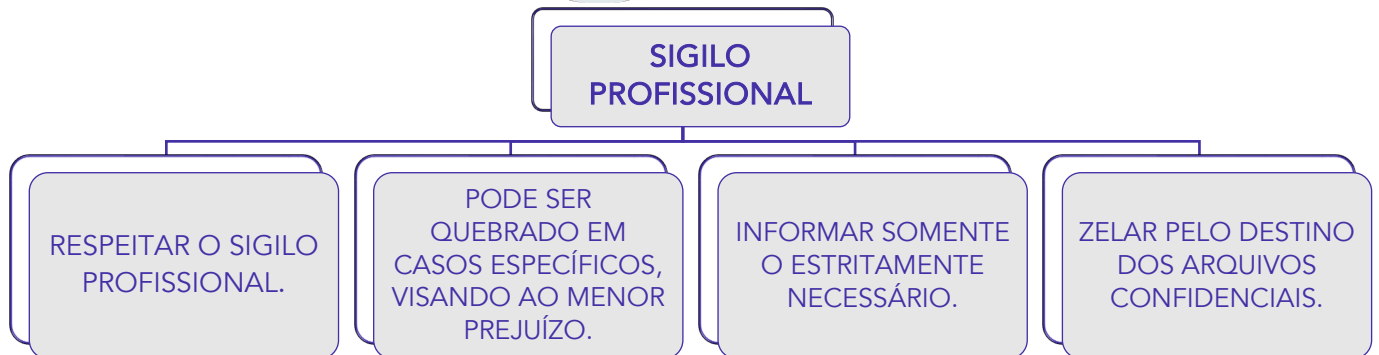 SIGILO
PROFISSIONAL
RESPEITAR O SIGILO
PROFISSIONAL.
PODE SER
QUEBRADO EM
CASOS ESPECÍFICOS,
VISANDO AO MENOR
PREJUÍZO.
INFORMAR SOMENTE
O ESTRITAMENTE
NECESSÁRIO.
ZELAR PELO DESTINO
DOS ARQUIVOS
CONFIDENCIAIS.